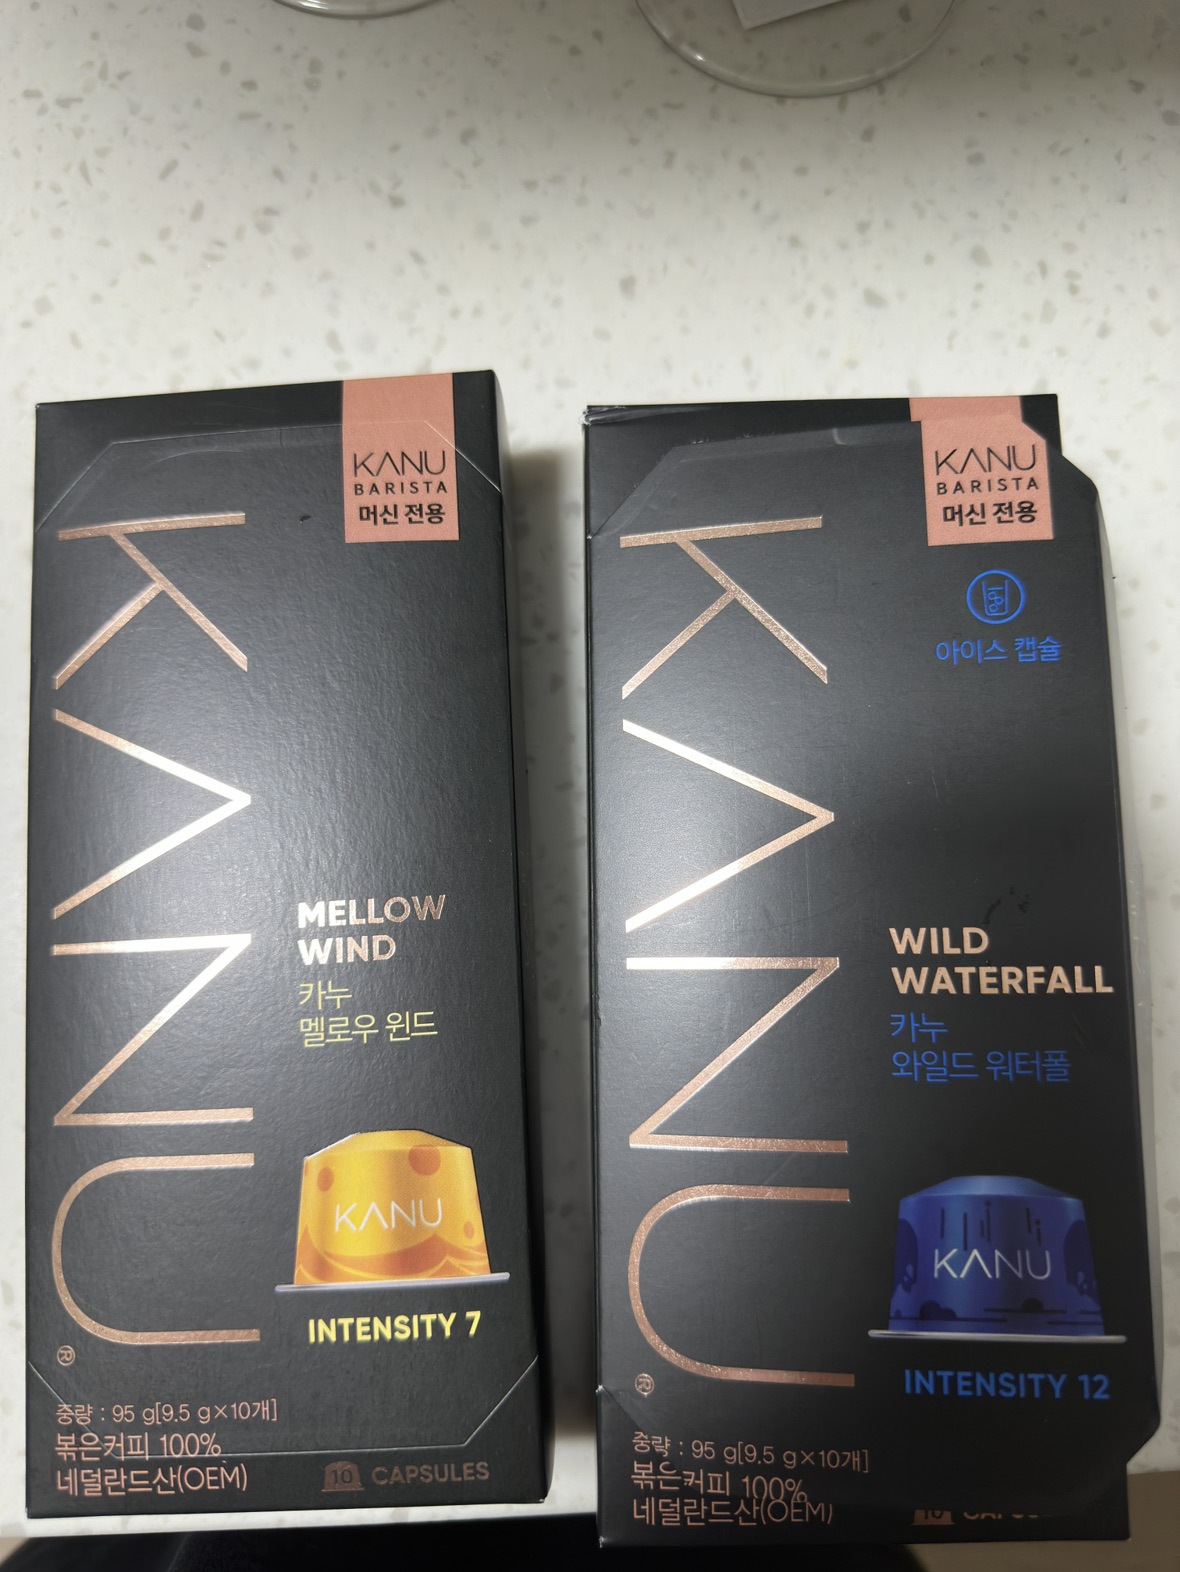 KANU
BARISTA
머신 전용
KANU
®
MELLOW
WIND
카누
멜로우 윈드
KANU
INTENSITY 7
중량 : 95 g[9.5 g×10개]
볶은커피 100%
네덜란드산(OEM)
10 CAPSULES
KANU
BARISTA
머신 전용
아이스 캡슐
KANU
®
WILD
WATERFALL
카누
와일드 워터폴
KANU
INTENSITY 12
중량 : 95 g[9.5 g×10개]
볶은커피 100%
네덜란드산(OEM)
10